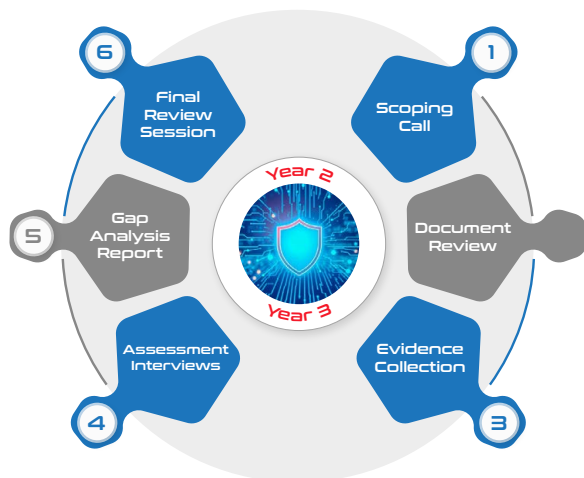 1
Scoping
Call
Document
Review
Evidence
Collection
3
Assessment
Interviews
4
Gap
Analysis
Report
5
Final
Review
Session
6
Year 2
Year 3